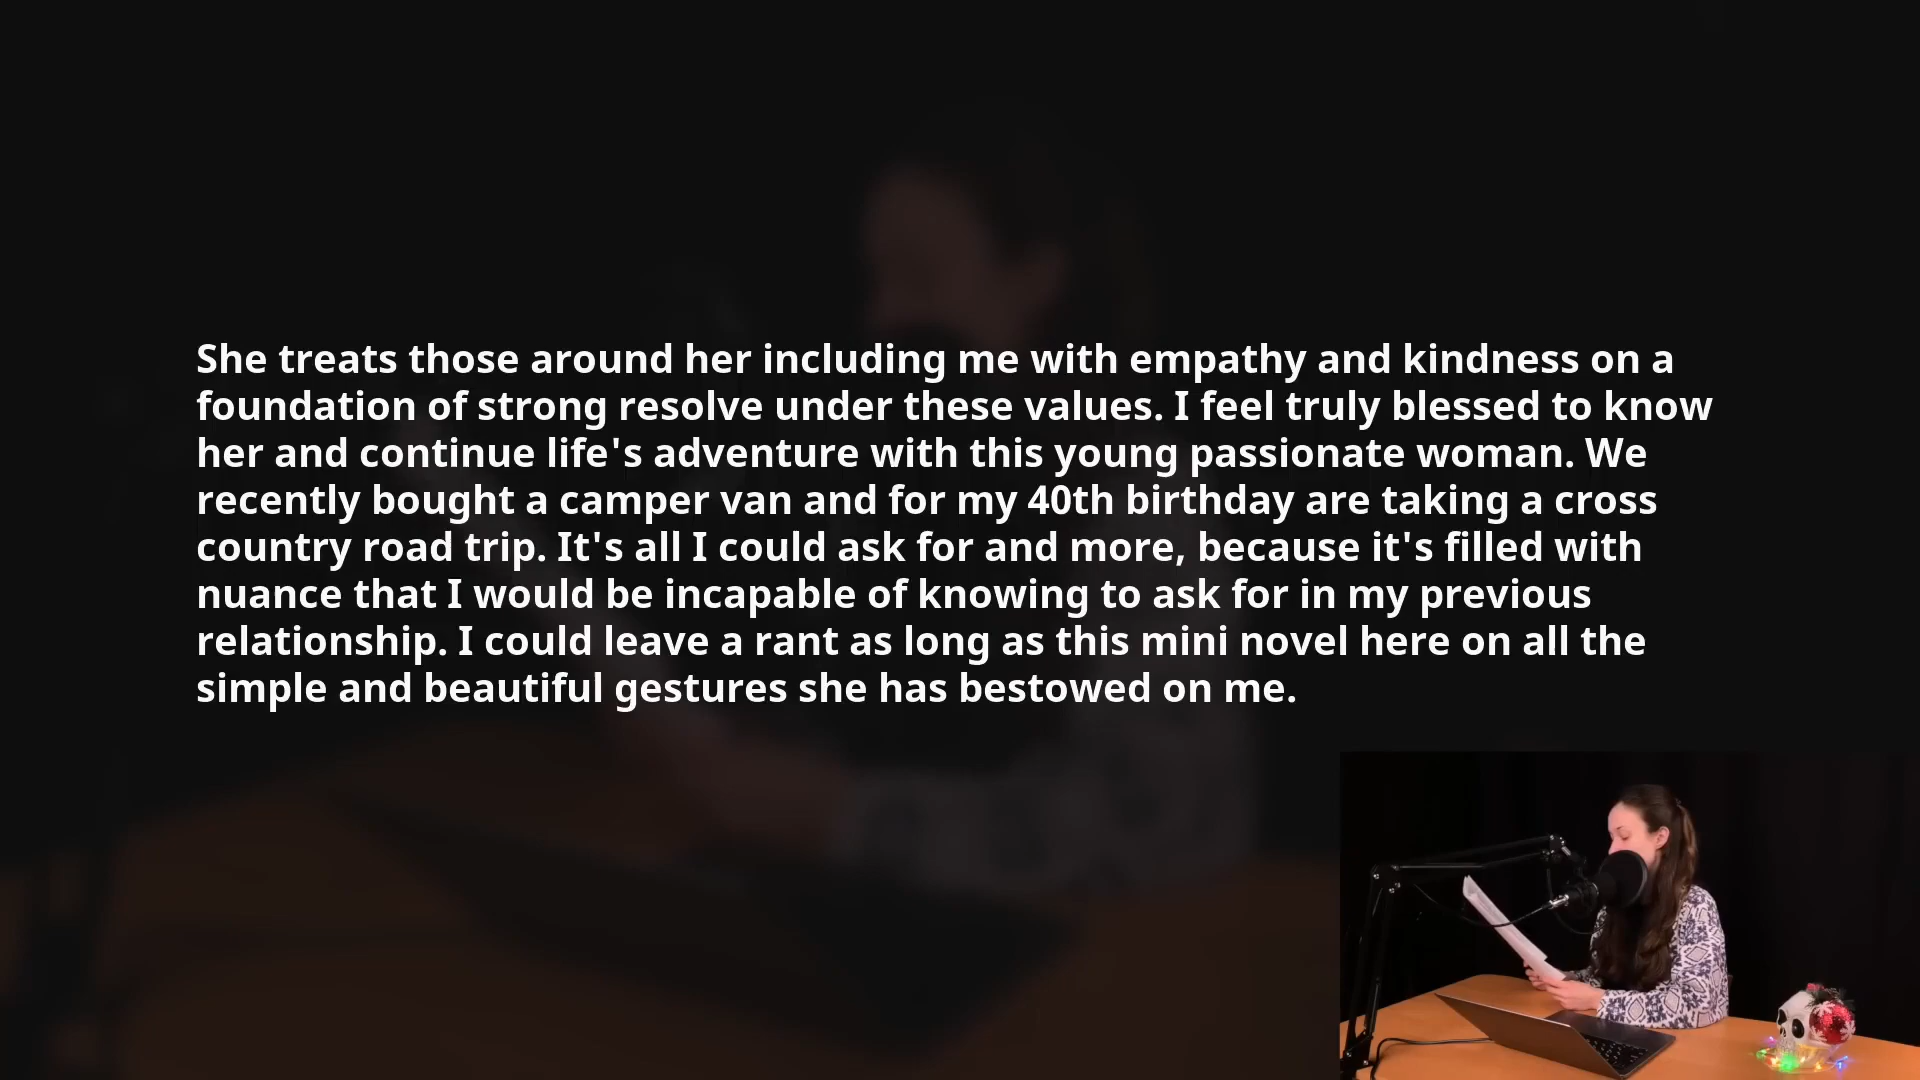 She treats those around her including me with empathy and kindness on a
foundation of strong resolve under these values. I feel truly blessed to know
her and continue life's adventure with this young passionate woman. We
recently bought a camper van and for my 40th birthday are taking a cross
country road trip. It's all I could ask for and more, because it's filled with
nuance that I would be incapable of knowing to ask for in my previous
relationship. I could leave a rant as long as this mini novel here on all the
simple and beautiful gestures she has bestowed on me.